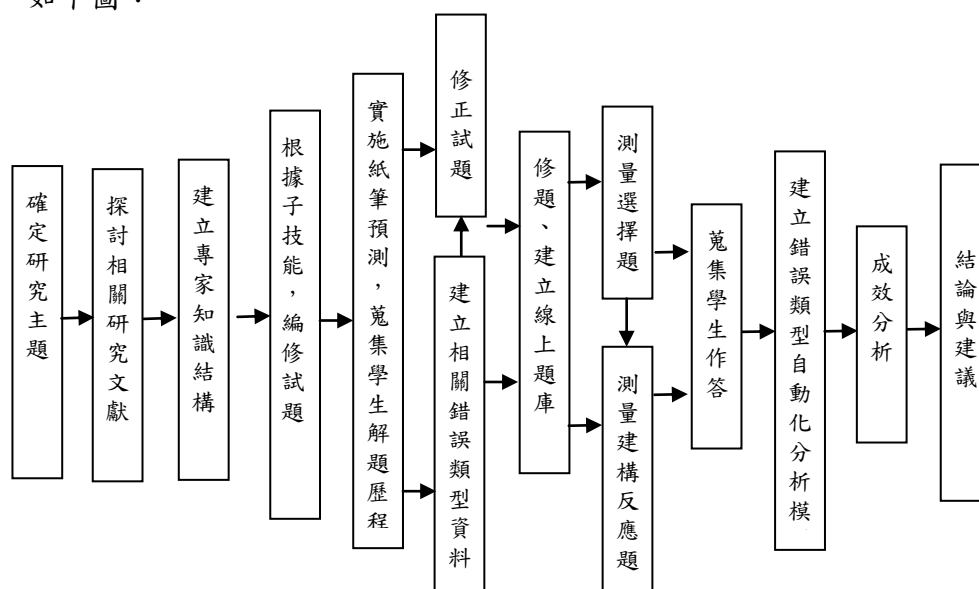 如下圖：
確定研究主題
探討相關研究文獻
建立專家知識結構
根據子技能，編修試題
實施紙筆預測，蒐集學生解題歷程
修正試題
建立相關錯誤類型資料
修題、建立線上題庫
測量選擇題
測量建構反應題
蒐集學生作答
建立錯誤類型自動化分析模
成效分析
結論與建議